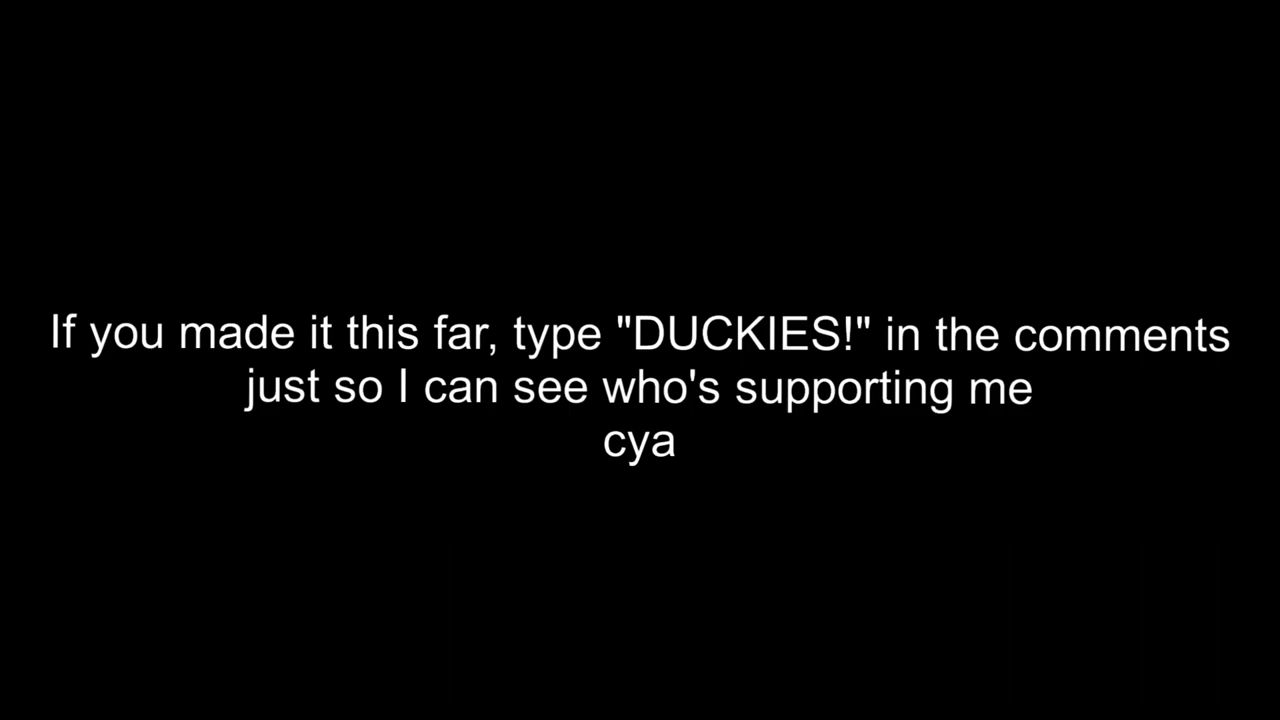 If you made it this far, type "DUCKIES!" in the comments
just so I can see who's supporting me
cya